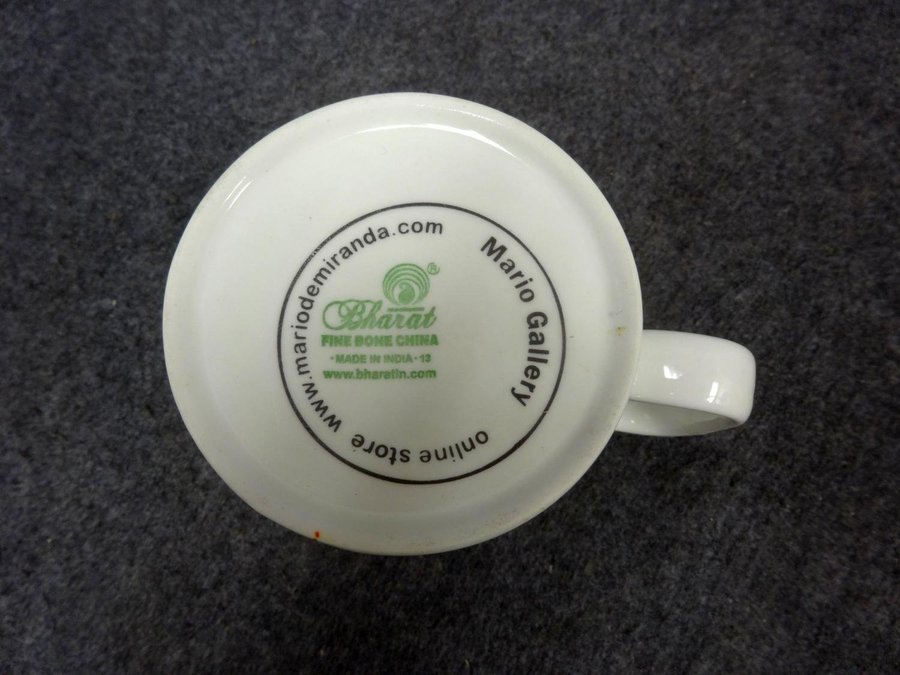 Mario Gallery
online store www.mariodemiranda.com
®
Bharat
FINE BONE CHINA
·MADE IN INDIA·13
www.bharatin.com